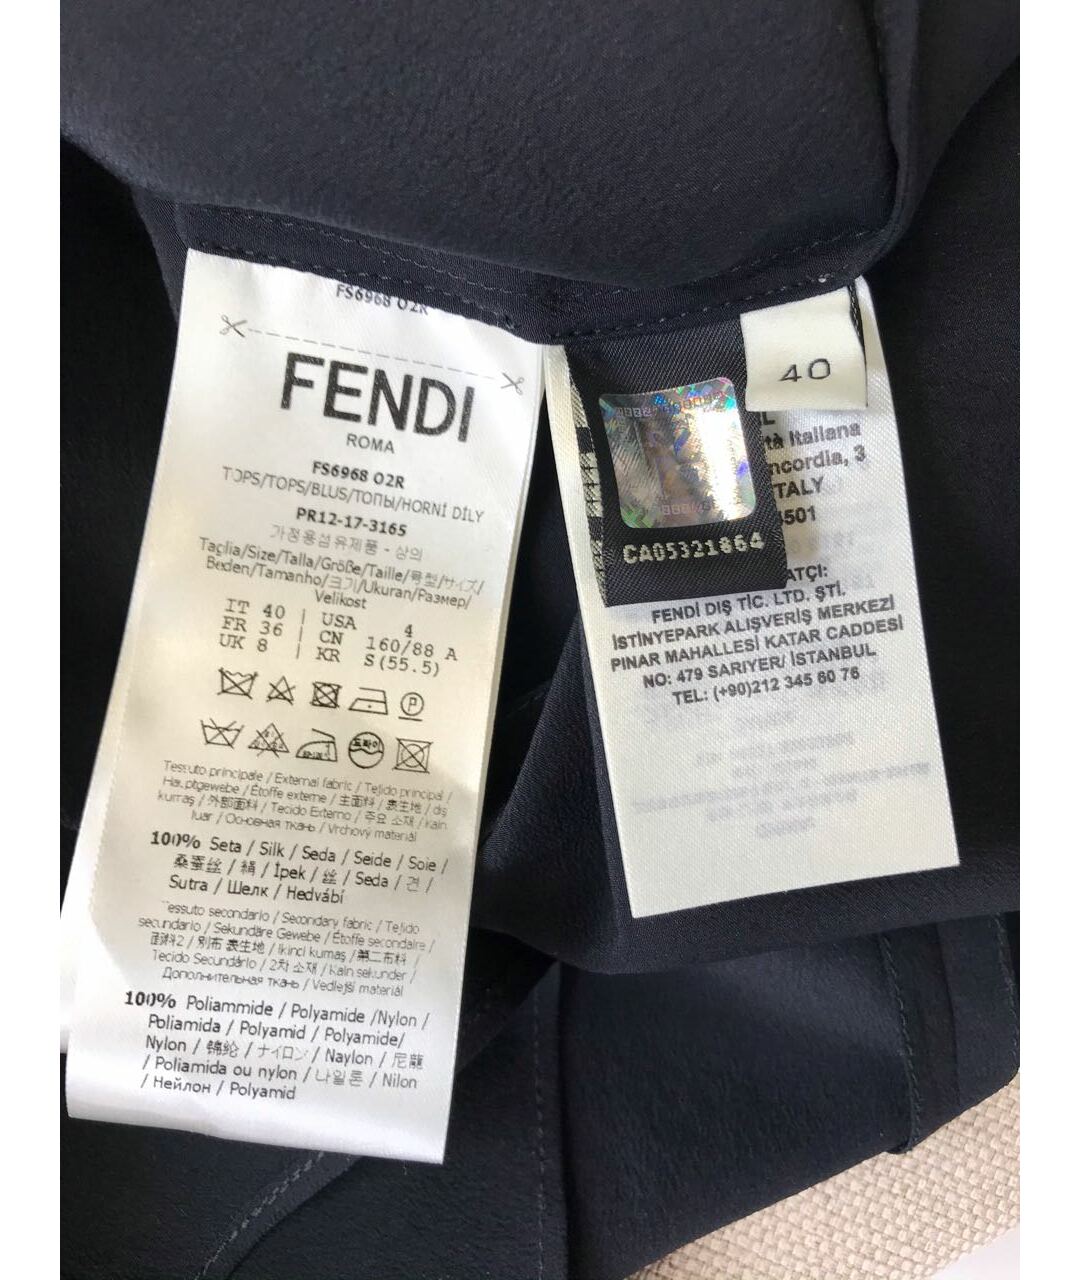 FS6968 O2R
FENDI
ROMA
FS6968 O2R
TOPS/TOPS/BLUS/ТОПЫ/HORNÍ DÍLY
PR12-17-3165
가정용섬유제품 - 상의
Taglia/Size/Talla/Größe/Taille/号型/サイズ/
Beden/Tamanho/크기/Ukuran/Размер/
Velikost
IT 40 | USA 4
FR 36 | CN 160/88 A
UK 8 | KR S(55.5)
P
드라이
Tessuto principale / External fabric / Tejido principal /
Hauptgewebe / Étoffe externe / 主面料 / 表生地 / dış
kumaş / 外部面料 / Tecido Externo / 주요 소재 / kain
luar / Основная ткань / Vrchový materiál
100% Seta / Silk / Seda / Seide / Soie /
桑蚕丝 / 絹 / İpek / 丝 / Seda / 견 /
Sutra / Шелк / Hedvábí
Tessuto secondario / Secondary fabric / Tejido
secundario / Sekundäre Gewebe / Étoffe secondaire /
面料2 / 別布 表生地 / Ikinci kumaş / 第二布料 /
Tecido Secundário / 2차 소재 / kain sekunder /
Дополнительная ткань / Vedlejší materiál
100% Poliammide / Polyamide /Nylon /
Poliamida / Polyamid / Polyamide/
Nylon / 锦纶 / ナイロン / Naylon / 尼龍
/ Poliamida ou nylon / 나일론 / Nilon
/ Нейлон / Polyamid
40
CA05321864
tà Italiana
ncordia, 3
TALY
501
ATÇI:
FENDİ DIŞ TİC. LTD. ŞTİ.
İSTİNYEPARK ALIŞVERİŞ MERKEZİ
PINAR MAHALLESİ KATAR CADDESİ
NO: 479 SARIYER/ İSTANBUL
TEL: (+90)212 345 60 76